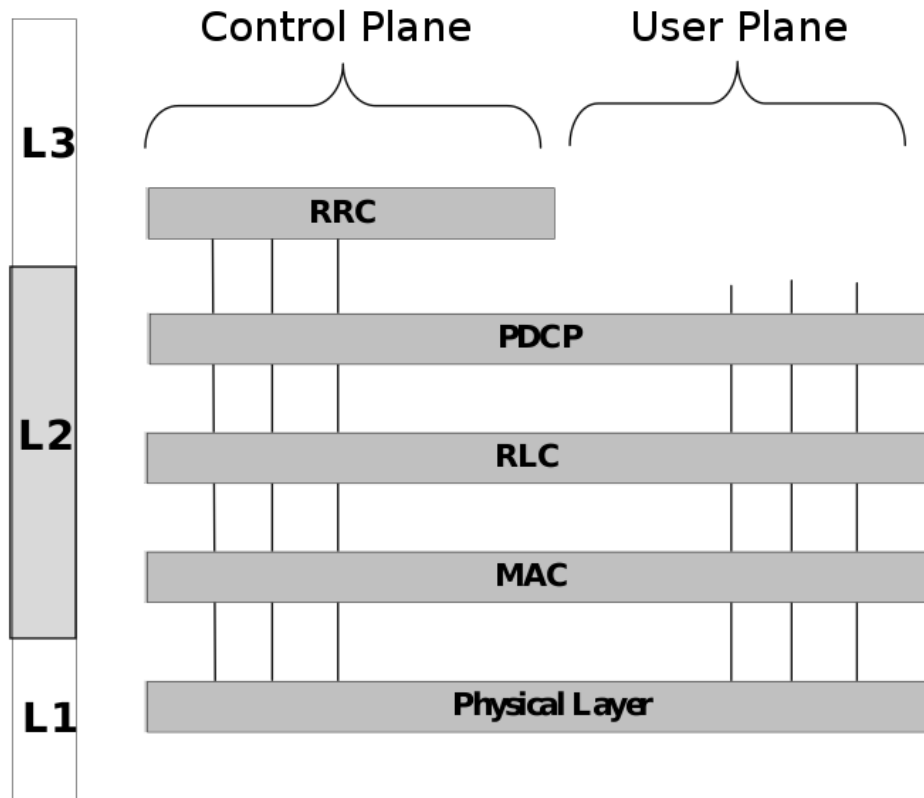 Control Plane
User Plane
L3
RRC
PDCP
L2
RLC
MAC
Physical Layer
L1